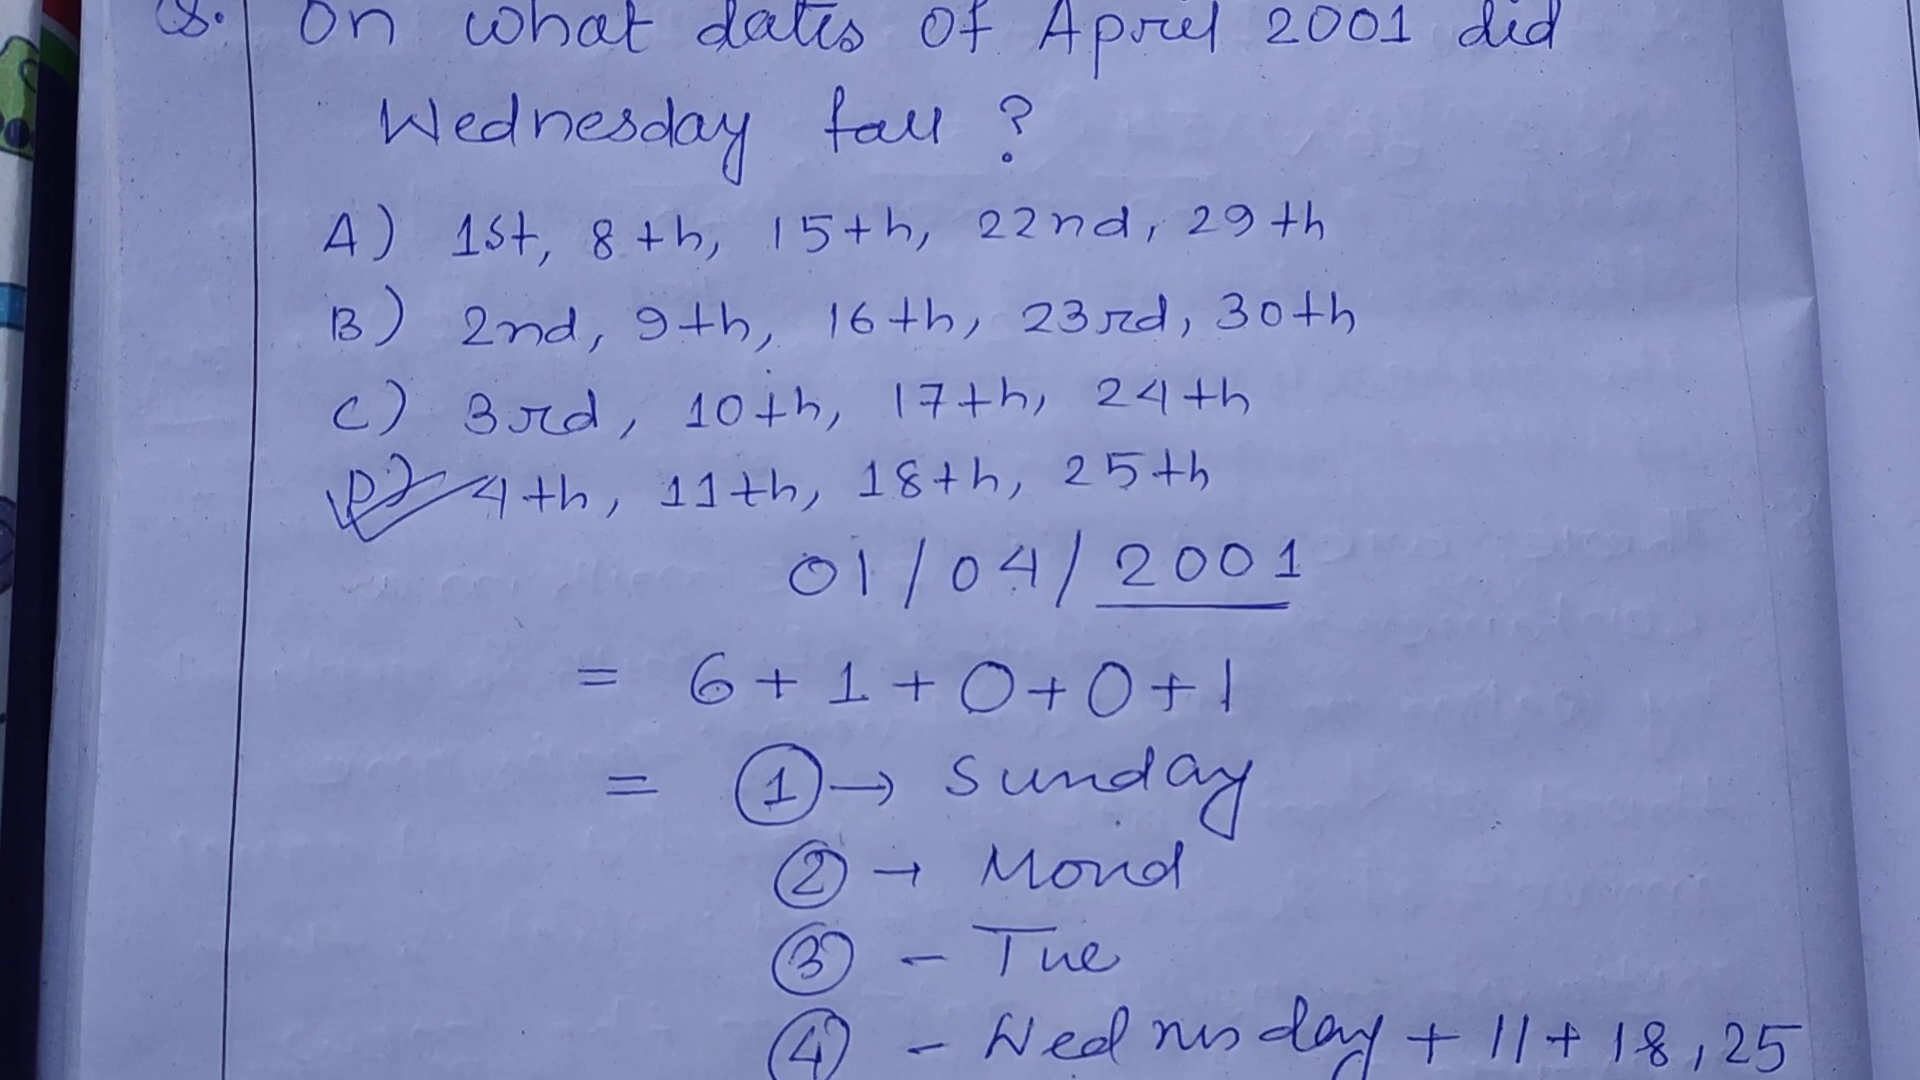 Q. On what dates of April 2001 did
Wednesday fall ?
A) 1st, 8th, 15th, 22nd, 29th
B) 2nd, 9th, 16th, 23rd, 30th
C) 3rd, 10th, 17th, 24th
D) 4th, 11th, 18th, 25th
01/04/2001
= 6+1+0+0+1
= 1 → Sunday
2 → Mond
3 - Tue
4 - Wednesday + 11 + 18, 25